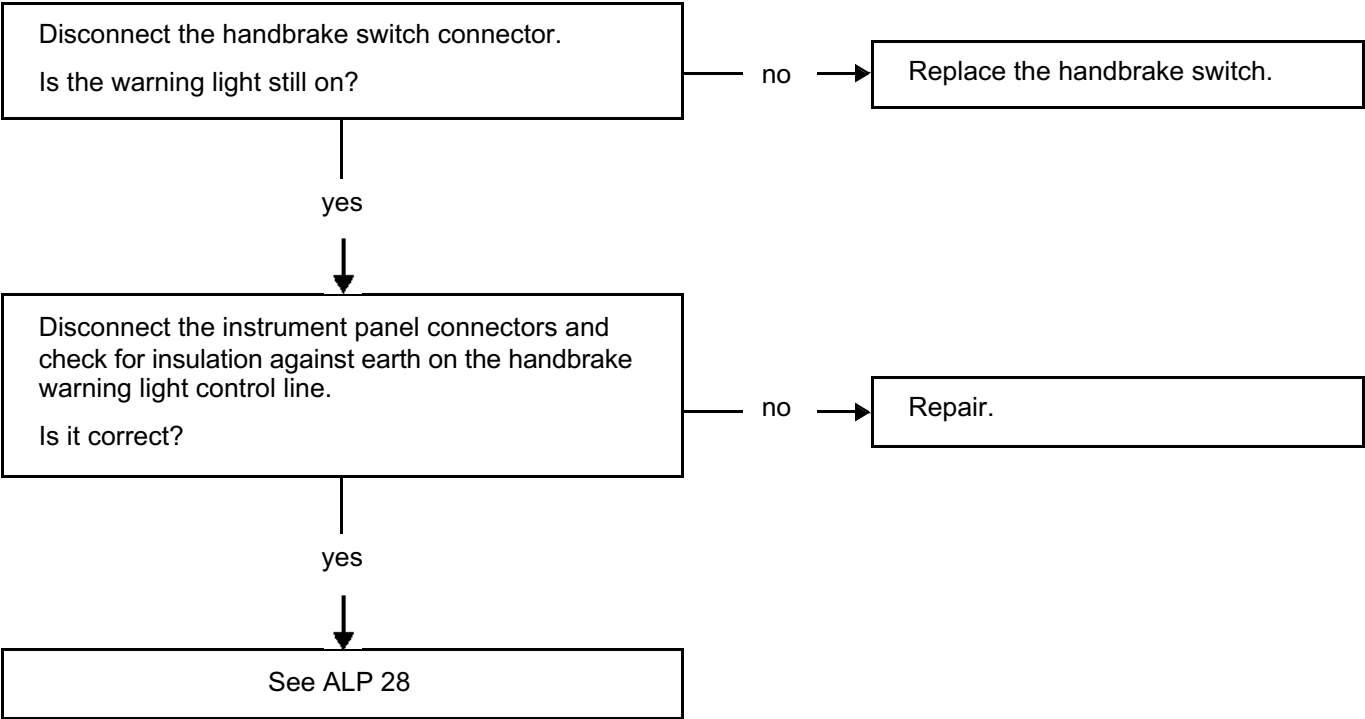 Disconnect the handbrake switch connector.
Is the warning light still on?
no
Replace the handbrake switch.
yes
Disconnect the instrument panel connectors and
check for insulation against earth on the handbrake
warning light control line.
Is it correct?
no
Repair.
yes
See ALP 28